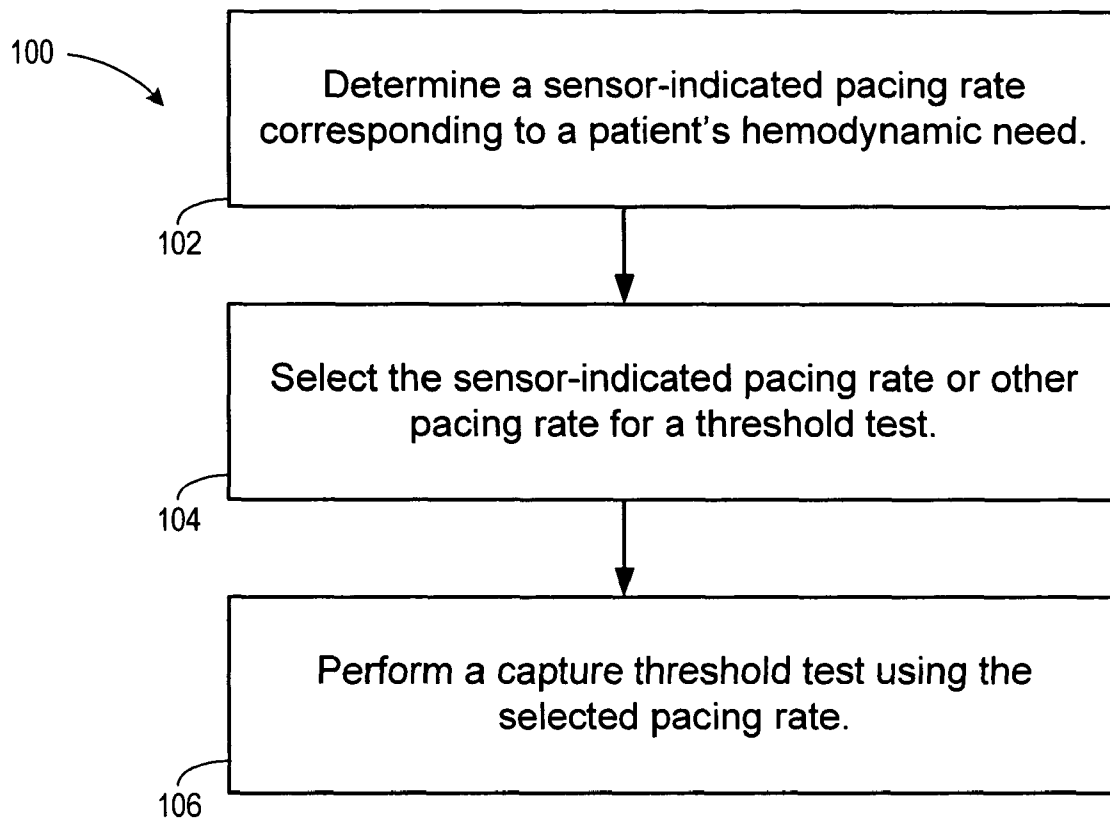 100
Determine a sensor-indicated pacing rate
corresponding to a patient's hemodynamic need.
102
Select the sensor-indicated pacing rate or other
pacing rate for a threshold test.
104
Perform a capture threshold test using the
selected pacing rate.
106